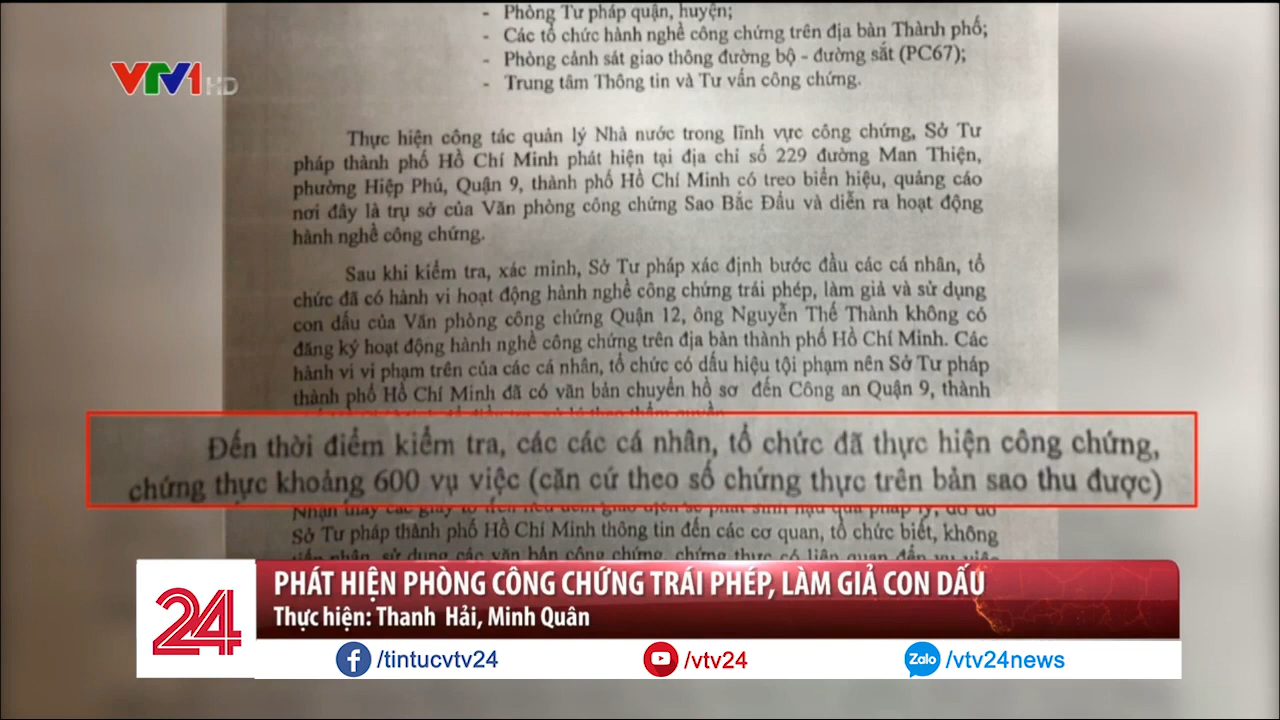 - Phòng Tư pháp quận, huyện;
- Các tổ chức hành nghề công chứng trên địa bàn Thành phố;
- Phòng cảnh sát giao thông đường bộ - đường sắt (PC67);
- Trung tâm Thông tin và Tư vấn công chứng.
VTV1 HD
Thực hiện công tác quản lý Nhà nước trong lĩnh vực công chứng, Sở Tư
pháp thành phố Hồ Chí Minh phát hiện tại địa chỉ số 229 đường Man Thiện,
phường Hiệp Phú, Quận 9, thành phố Hồ Chí Minh có treo biển hiệu, quảng cáo
nơi đây là trụ sở của Văn phòng công chứng Sao Bắc Đầu và diễn ra hoạt động
hành nghề công chứng.
Sau khi kiểm tra, xác minh, Sở Tư pháp xác định bước đầu các cá nhân, tổ
chức đã có hành vi hoạt động hành nghề công chứng trái phép, làm giả và sử dụng
con dấu của Văn phòng công chứng Quận 12, ông Nguyễn Thế Thành không có
đăng ký hoạt động hành nghề công chứng trên địa bàn thành phố Hồ Chí Minh. Các
hành vi vi phạm trên của các cá nhân, tổ chức có dấu hiệu tội phạm nên Sở Tư pháp
thành phố Hồ Chí Minh đã có văn bản chuyển hồ sơ đến Công an Quận 9, thành
Đến thời điểm kiểm tra, các các cá nhân, tổ chức đã thực hiện công chứng,
chứng thực khoảng 600 vụ việc (căn cứ theo số chứng thực trên bản sao thu được)
Sở Tư pháp thành phố Hồ Chí Minh thông tin đến các cơ quan, tổ chức biết, không
24
PHÁT HIỆN PHÒNG CÔNG CHỨNG TRÁI PHÉP, LÀM GIẢ CON DẤU
Thực hiện: Thanh Hải, Minh Quân
f /tintucvtv24
/vtv24
Zalo /vtv24news